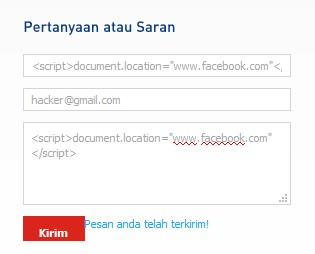 Pertanyaan atau Saran
<script>document.location="www.facebook.com"<,
hacker@gmail.com
<script>document.location="www.facebook.com"
</script>
Kirim Pesan anda telah terkirim!